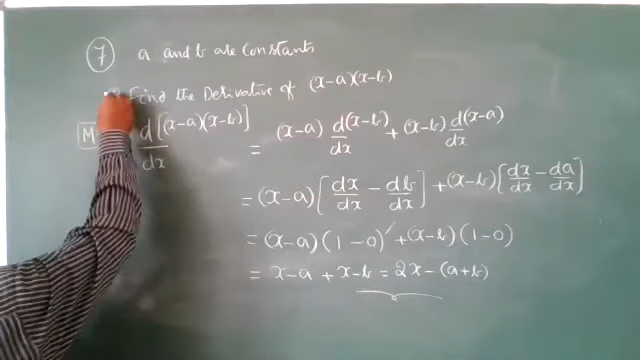 7 a and b are constants
Find the Derivative of (x-a)(x-b)
M d/dx [(x-a)(x-b)] = (x-a) d(x-b)/dx + (x-b) d(x-a)/dx
= (x-a) [dx/dx - db/dx] + (x-b) [dx/dx - da/dx]
= (x-a)(1-0) + (x-b)(1-0)
= x-a + x-b = 2x-(a+b)